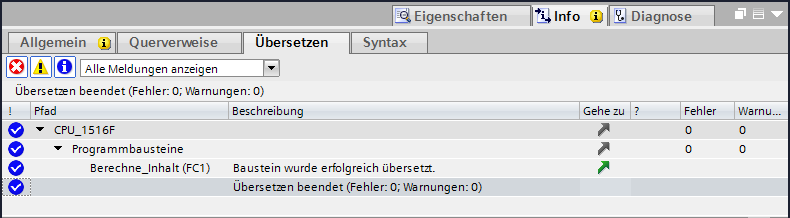 Eigenschaften Info Diagnose
Allgemein Querverweise Übersetzen Syntax
Alle Meldungen anzeigen
Übersetzen beendet (Fehler: 0; Warnungen: 0)
! Pfad Beschreibung Gehe zu ? Fehler Warnu...
CPU_1516F 0 0
Programmbausteine 0 0
Berechne_Inhalt (FC1) Baustein wurde erfolgreich übersetzt.
Übersetzen beendet (Fehler: 0; Warnungen: 0)